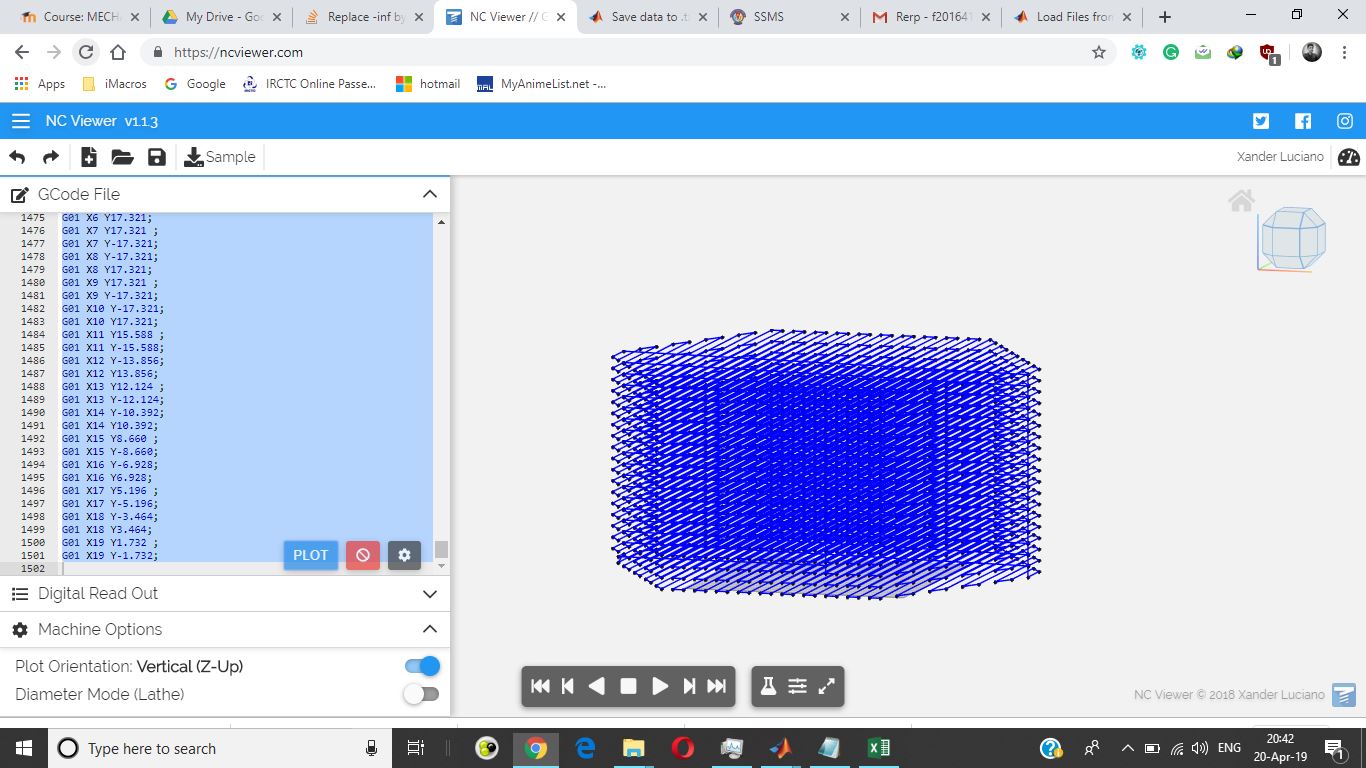 Course: MECH
My Drive - Goo
Replace -inf by
NC Viewer // G
Save data to .t
SSMS
Rerp - f201641
Load Files from
https://ncviewer.com
1
Apps
iMacros
Google
IRCTC Online Passe...
hotmail
MyAnimeList.net -...
NC Viewer v1.1.3
Sample
Xander Luciano
GCode File
1475 G01 X6 Y17.321;
1476 G01 X7 Y17.321 ;
1477 G01 X7 Y-17.321;
1478 G01 X8 Y-17.321;
1479 G01 X8 Y17.321;
1480 G01 X9 Y17.321 ;
1481 G01 X9 Y-17.321;
1482 G01 X10 Y-17.321;
1483 G01 X10 Y17.321;
1484 G01 X11 Y15.588 ;
1485 G01 X11 Y-15.588;
1486 G01 X12 Y-13.856;
1487 G01 X12 Y13.856;
1488 G01 X13 Y12.124 ;
1489 G01 X13 Y-12.124;
1490 G01 X14 Y-10.392;
1491 G01 X14 Y10.392;
1492 G01 X15 Y8.660 ;
1493 G01 X15 Y-8.660;
1494 G01 X16 Y-6.928;
1495 G01 X16 Y6.928;
1496 G01 X17 Y5.196 ;
1497 G01 X17 Y-5.196;
1498 G01 X18 Y-3.464;
1499 G01 X18 Y3.464;
1500 G01 X19 Y1.732 ;
1501 G01 X19 Y-1.732;
1502
PLOT
Digital Read Out
Machine Options
Plot Orientation: Vertical (Z-Up)
Diameter Mode (Lathe)
NC Viewer © 2018 Xander Luciano
Type here to search
ENG
20:42
20-Apr-19
1